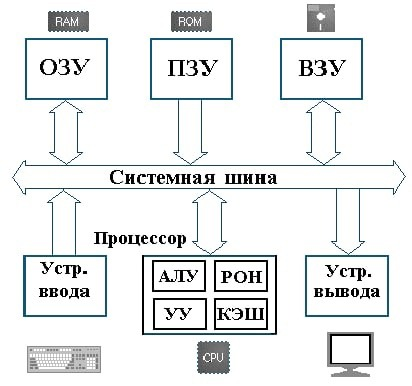 RAM
ROM
ОЗУ
ПЗУ
ВЗУ
Системная шина
Процессор
Устр.
ввода
АЛУ
РОН
УУ
КЭШ
Устр.
вывода
CPU